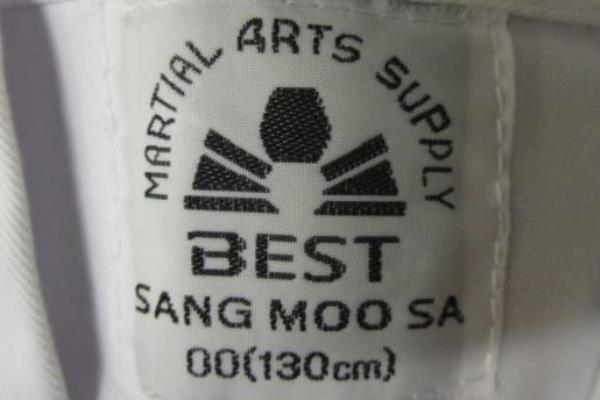 MARTIAL ARTS SUPPLY
BEST
SANG MOO SA
00(130cm)